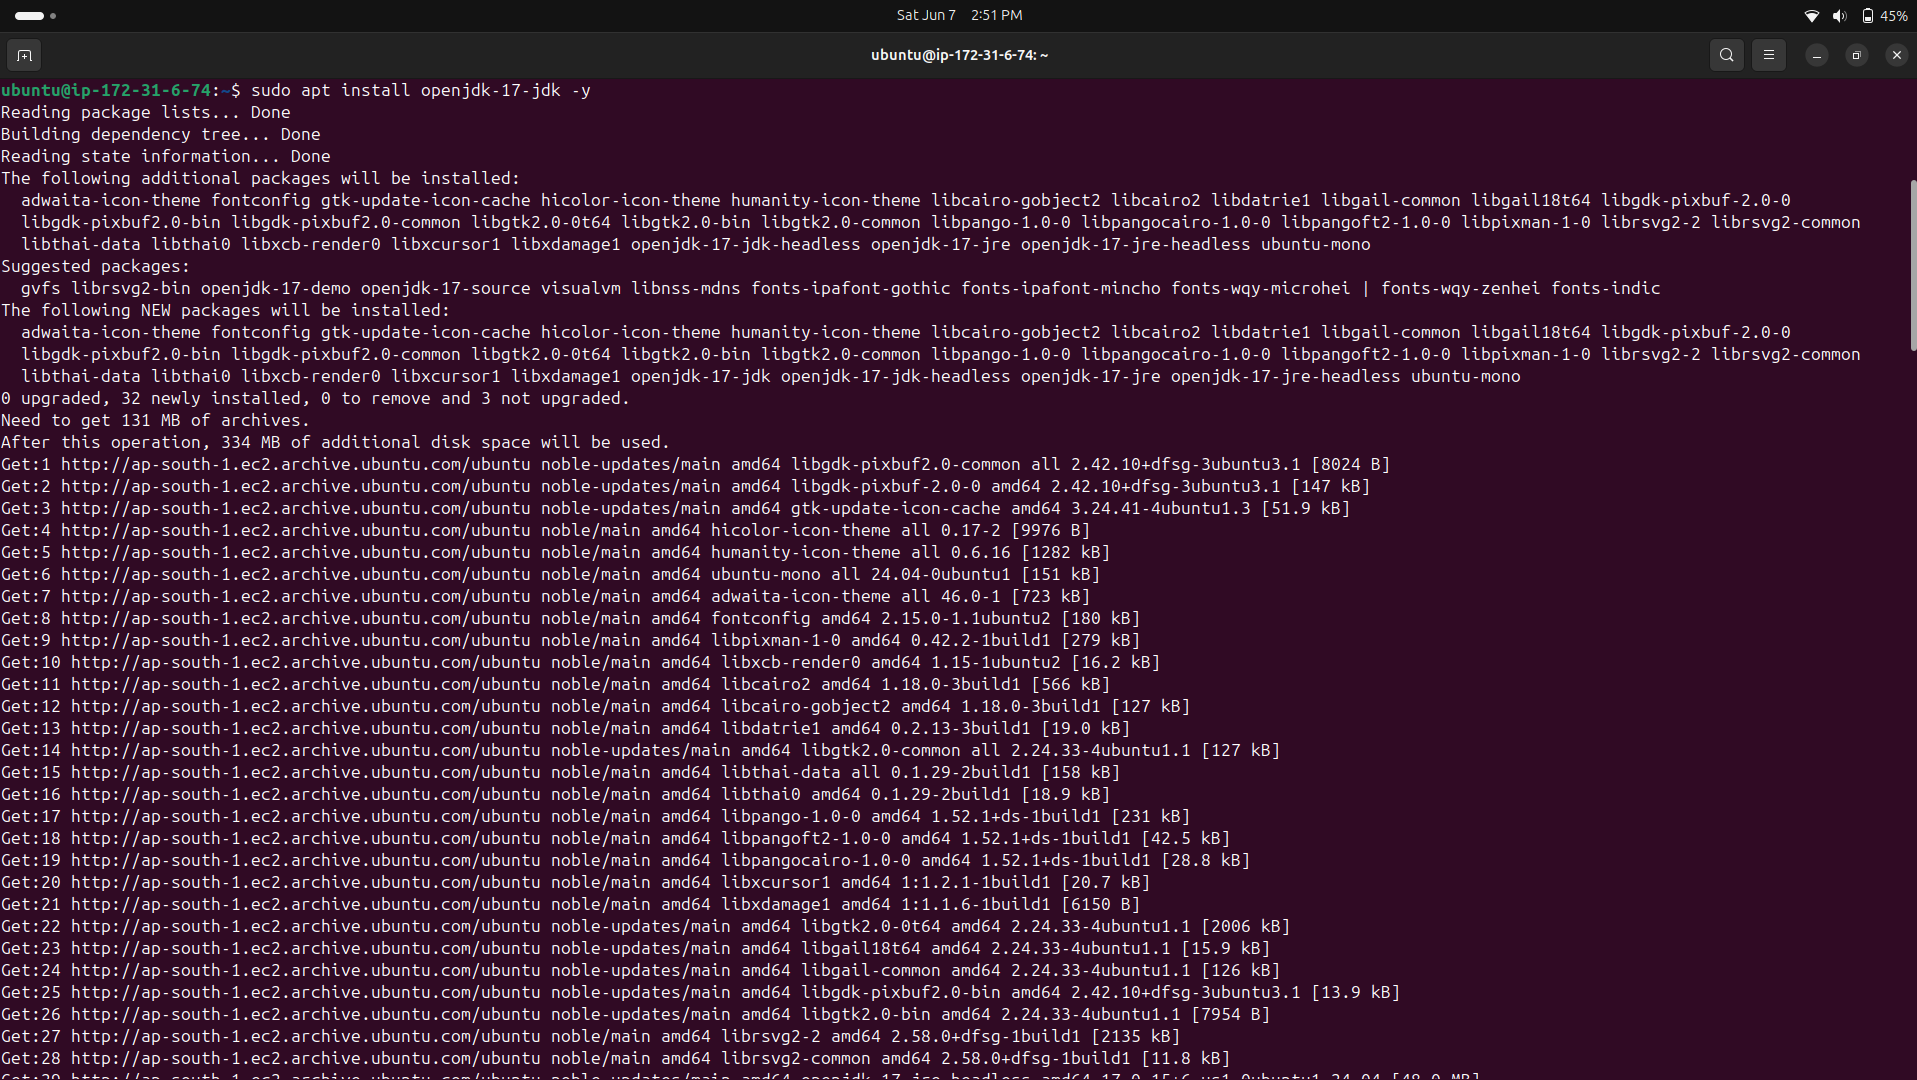 Sat Jun 7 2:51 PM
45%
ubuntu@ip-172-31-6-74: ~
ubuntu@ip-172-31-6-74:~$ sudo apt install openjdk-17-jdk -y
Reading package lists... Done
Building dependency tree... Done
Reading state information... Done
The following additional packages will be installed:
  adwaita-icon-theme fontconfig gtk-update-icon-cache hicolor-icon-theme humanity-icon-theme libcairo-gobject2 libcairo2 libdatrie1 libgail-common libgail18t64 libgdk-pixbuf-2.0-0
  libgdk-pixbuf2.0-bin libgdk-pixbuf2.0-common libgtk2.0-0t64 libgtk2.0-bin libgtk2.0-common libpango-1.0-0 libpangocairo-1.0-0 libpangoft2-1.0-0 libpixman-1-0 librsvg2-2 librsvg2-common
  libthai-data libthai0 libxcb-render0 libxcursor1 libxdamage1 openjdk-17-jdk-headless openjdk-17-jre openjdk-17-jre-headless ubuntu-mono
Suggested packages:
  gvfs librsvg2-bin openjdk-17-demo openjdk-17-source visualvm libnss-mdns fonts-ipafont-gothic fonts-ipafont-mincho fonts-wqy-microhei | fonts-wqy-zenhei fonts-indic
The following NEW packages will be installed:
  adwaita-icon-theme fontconfig gtk-update-icon-cache hicolor-icon-theme humanity-icon-theme libcairo-gobject2 libcairo2 libdatrie1 libgail-common libgail18t64 libgdk-pixbuf-2.0-0
  libgdk-pixbuf2.0-bin libgdk-pixbuf2.0-common libgtk2.0-0t64 libgtk2.0-bin libgtk2.0-common libpango-1.0-0 libpangocairo-1.0-0 libpangoft2-1.0-0 libpixman-1-0 librsvg2-2 librsvg2-common
  libthai-data libthai0 libxcb-render0 libxcursor1 libxdamage1 openjdk-17-jdk openjdk-17-jdk-headless openjdk-17-jre openjdk-17-jre-headless ubuntu-mono
0 upgraded, 32 newly installed, 0 to remove and 3 not upgraded.
Need to get 131 MB of archives.
After this operation, 334 MB of additional disk space will be used.
Get:1 http://ap-south-1.ec2.archive.ubuntu.com/ubuntu noble-updates/main amd64 libgdk-pixbuf2.0-common all 2.42.10+dfsg-3ubuntu3.1 [8024 B]
Get:2 http://ap-south-1.ec2.archive.ubuntu.com/ubuntu noble-updates/main amd64 libgdk-pixbuf-2.0-0 amd64 2.42.10+dfsg-3ubuntu3.1 [147 kB]
Get:3 http://ap-south-1.ec2.archive.ubuntu.com/ubuntu noble-updates/main amd64 gtk-update-icon-cache amd64 3.24.41-4ubuntu1.3 [51.9 kB]
Get:4 http://ap-south-1.ec2.archive.ubuntu.com/ubuntu noble/main amd64 hicolor-icon-theme all 0.17-2 [9976 B]
Get:5 http://ap-south-1.ec2.archive.ubuntu.com/ubuntu noble/main amd64 humanity-icon-theme all 0.6.16 [1282 kB]
Get:6 http://ap-south-1.ec2.archive.ubuntu.com/ubuntu noble/main amd64 ubuntu-mono all 24.04-0ubuntu1 [151 kB]
Get:7 http://ap-south-1.ec2.archive.ubuntu.com/ubuntu noble/main amd64 adwaita-icon-theme all 46.0-1 [723 kB]
Get:8 http://ap-south-1.ec2.archive.ubuntu.com/ubuntu noble/main amd64 fontconfig amd64 2.15.0-1.1ubuntu2 [180 kB]
Get:9 http://ap-south-1.ec2.archive.ubuntu.com/ubuntu noble/main amd64 libpixman-1-0 amd64 0.42.2-1build1 [279 kB]
Get:10 http://ap-south-1.ec2.archive.ubuntu.com/ubuntu noble/main amd64 libxcb-render0 amd64 1.15-1ubuntu2 [16.2 kB]
Get:11 http://ap-south-1.ec2.archive.ubuntu.com/ubuntu noble/main amd64 libcairo2 amd64 1.18.0-3build1 [566 kB]
Get:12 http://ap-south-1.ec2.archive.ubuntu.com/ubuntu noble/main amd64 libcairo-gobject2 amd64 1.18.0-3build1 [127 kB]
Get:13 http://ap-south-1.ec2.archive.ubuntu.com/ubuntu noble/main amd64 libdatrie1 amd64 0.2.13-3build1 [19.0 kB]
Get:14 http://ap-south-1.ec2.archive.ubuntu.com/ubuntu noble-updates/main amd64 libgtk2.0-common all 2.24.33-4ubuntu1.1 [127 kB]
Get:15 http://ap-south-1.ec2.archive.ubuntu.com/ubuntu noble/main amd64 libthai-data all 0.1.29-2build1 [158 kB]
Get:16 http://ap-south-1.ec2.archive.ubuntu.com/ubuntu noble/main amd64 libthai0 amd64 0.1.29-2build1 [18.9 kB]
Get:17 http://ap-south-1.ec2.archive.ubuntu.com/ubuntu noble/main amd64 libpango-1.0-0 amd64 1.52.1+ds-1build1 [231 kB]
Get:18 http://ap-south-1.ec2.archive.ubuntu.com/ubuntu noble/main amd64 libpangoft2-1.0-0 amd64 1.52.1+ds-1build1 [42.5 kB]
Get:19 http://ap-south-1.ec2.archive.ubuntu.com/ubuntu noble/main amd64 libpangocairo-1.0-0 amd64 1.52.1+ds-1build1 [28.8 kB]
Get:20 http://ap-south-1.ec2.archive.ubuntu.com/ubuntu noble/main amd64 libxcursor1 amd64 1:1.2.1-1build1 [20.7 kB]
Get:21 http://ap-south-1.ec2.archive.ubuntu.com/ubuntu noble/main amd64 libxdamage1 amd64 1:1.1.6-1build1 [6150 B]
Get:22 http://ap-south-1.ec2.archive.ubuntu.com/ubuntu noble-updates/main amd64 libgtk2.0-0t64 amd64 2.24.33-4ubuntu1.1 [2006 kB]
Get:23 http://ap-south-1.ec2.archive.ubuntu.com/ubuntu noble-updates/main amd64 libgail18t64 amd64 2.24.33-4ubuntu1.1 [15.9 kB]
Get:24 http://ap-south-1.ec2.archive.ubuntu.com/ubuntu noble-updates/main amd64 libgail-common amd64 2.24.33-4ubuntu1.1 [126 kB]
Get:25 http://ap-south-1.ec2.archive.ubuntu.com/ubuntu noble-updates/main amd64 libgdk-pixbuf2.0-bin amd64 2.42.10+dfsg-3ubuntu3.1 [13.9 kB]
Get:26 http://ap-south-1.ec2.archive.ubuntu.com/ubuntu noble-updates/main amd64 libgtk2.0-bin amd64 2.24.33-4ubuntu1.1 [7954 B]
Get:27 http://ap-south-1.ec2.archive.ubuntu.com/ubuntu noble/main amd64 librsvg2-2 amd64 2.58.0+dfsg-1build1 [2135 kB]
Get:28 http://ap-south-1.ec2.archive.ubuntu.com/ubuntu noble/main amd64 librsvg2-common amd64 2.58.0+dfsg-1build1 [11.8 kB]